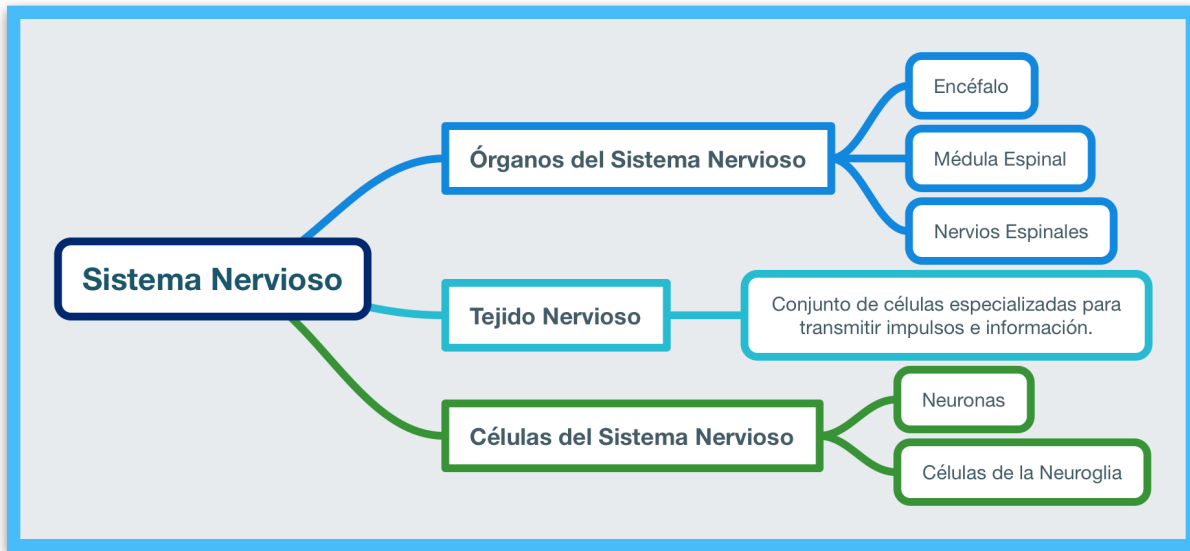 Sistema Nervioso
Órganos del Sistema Nervioso
Encéfalo
Médula Espinal
Nervios Espinales
Tejido Nervioso
Conjunto de células especializadas para
transmitir impulsos e información.
Células del Sistema Nervioso
Neuronas
Células de la Neuroglia